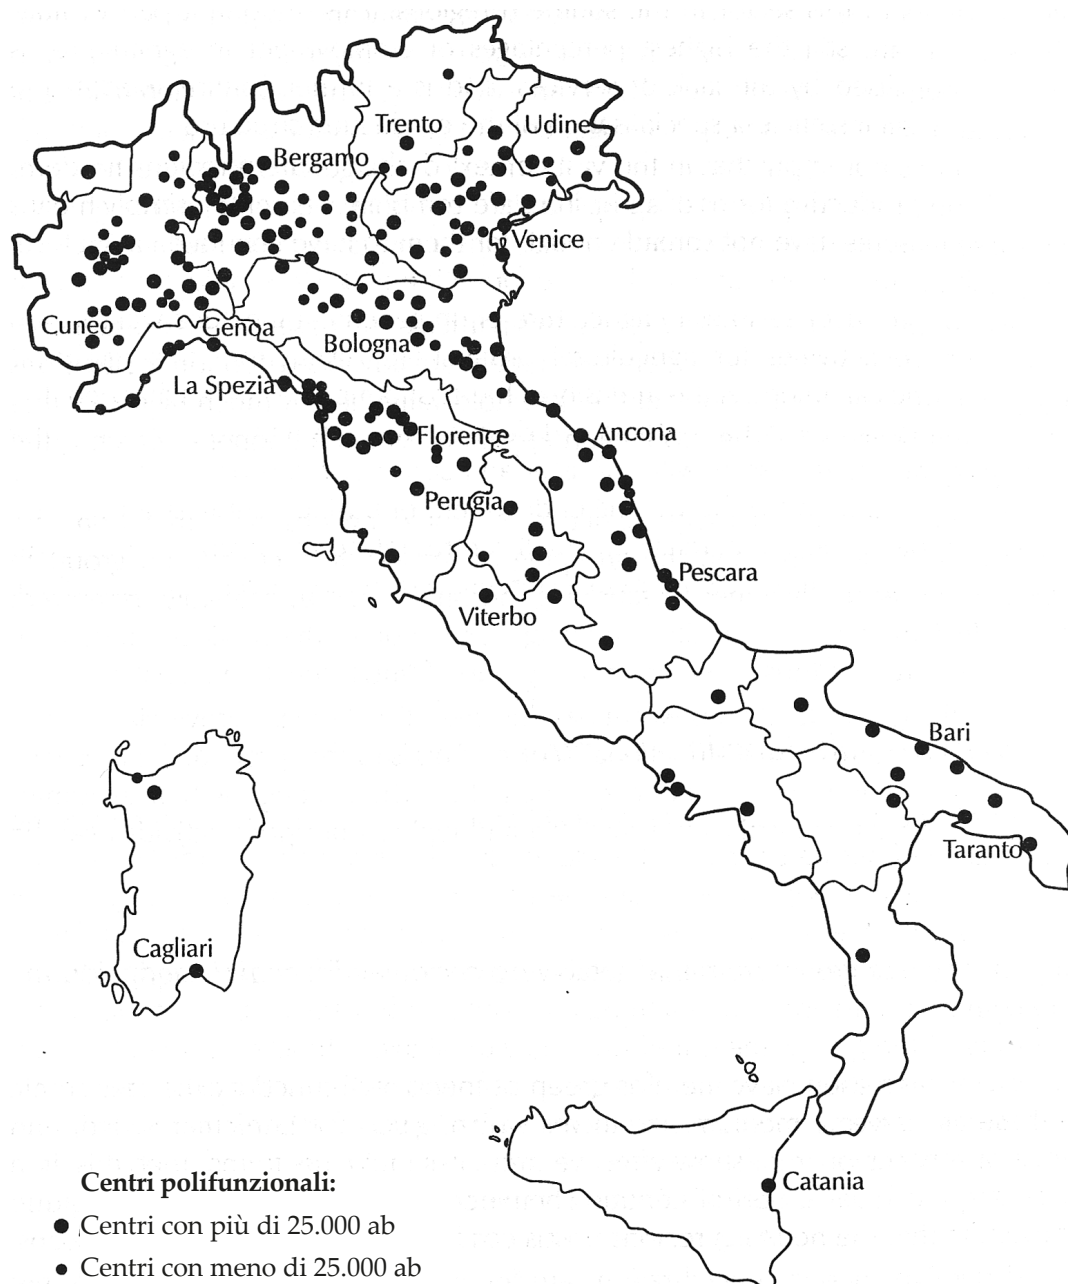 Trento
Udine
Bergamo
Venice
Cuneo
Genoa
Bologna
La Spezia
Florence
Ancona
Perugia
Pescara
Viterbo
Bari
Taranto
Cagliari
Catania
Centri polifunzionali:
Centri con più di 25.000 ab
Centri con meno di 25.000 ab